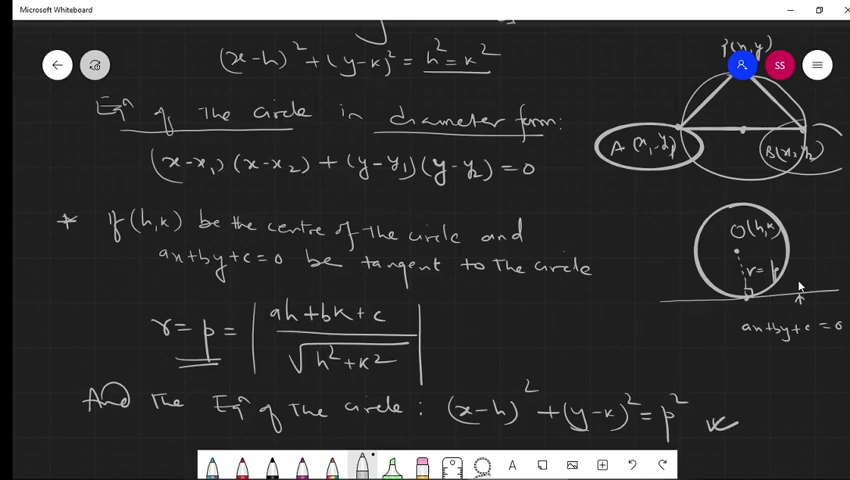 Microsoft Whiteboard
(x-h)² + (y-k)² = h² = k²
P(x, y)
SS
Eqⁿ of the circle in diameter form:
(x-x₁)(x-x₂) + (y-y₁)(y-y₂) = 0
A (x₁, y₁)
B(x₂, y₂)
* If (h, k) be the centre of the circle and
ax+by+c=0 be tangent to the circle
O(h, k)
r = p
ax+by+c = 0
r = p = | ah+bk+c / √h²+k² |
And the Eqⁿ of the circle: (x-h)² + (y-k)² = p²
A